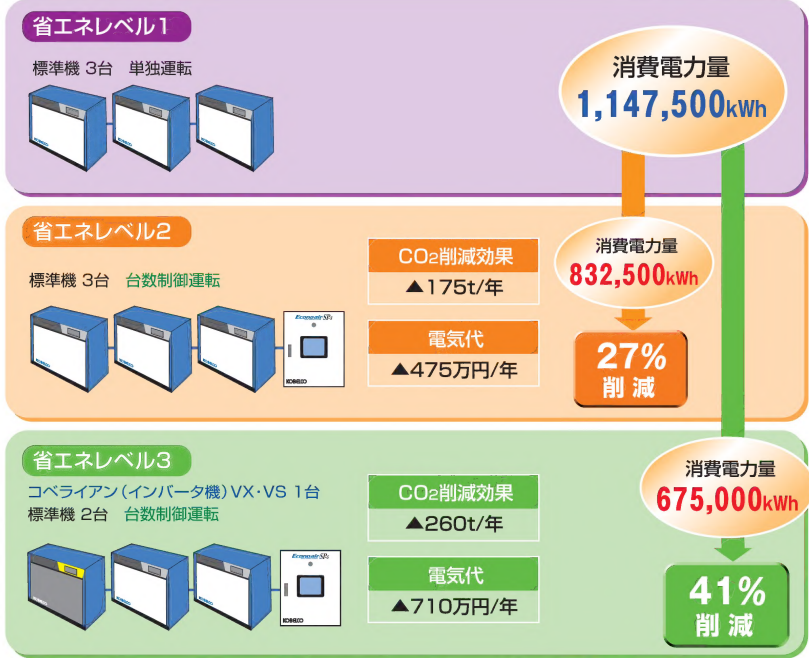 省エネレベル1
標準機 3台 単独運転
消費電力量
1,147,500kWh
KOBELCO
省エネレベル2
標準機 3台 台数制御運転
Econoair SPII
KOBELCO
CO2削減効果
▲175t/年
電気代
▲475万円/年
消費電力量
832,500kWh
27%
削減
省エネレベル3
コベライアン(インバータ機)VX・VS 1台
標準機 2台 台数制御運転
KOBELCO
CO2削減効果
▲260t/年
電気代
▲710万円/年
消費電力量
675,000kWh
41%
削減